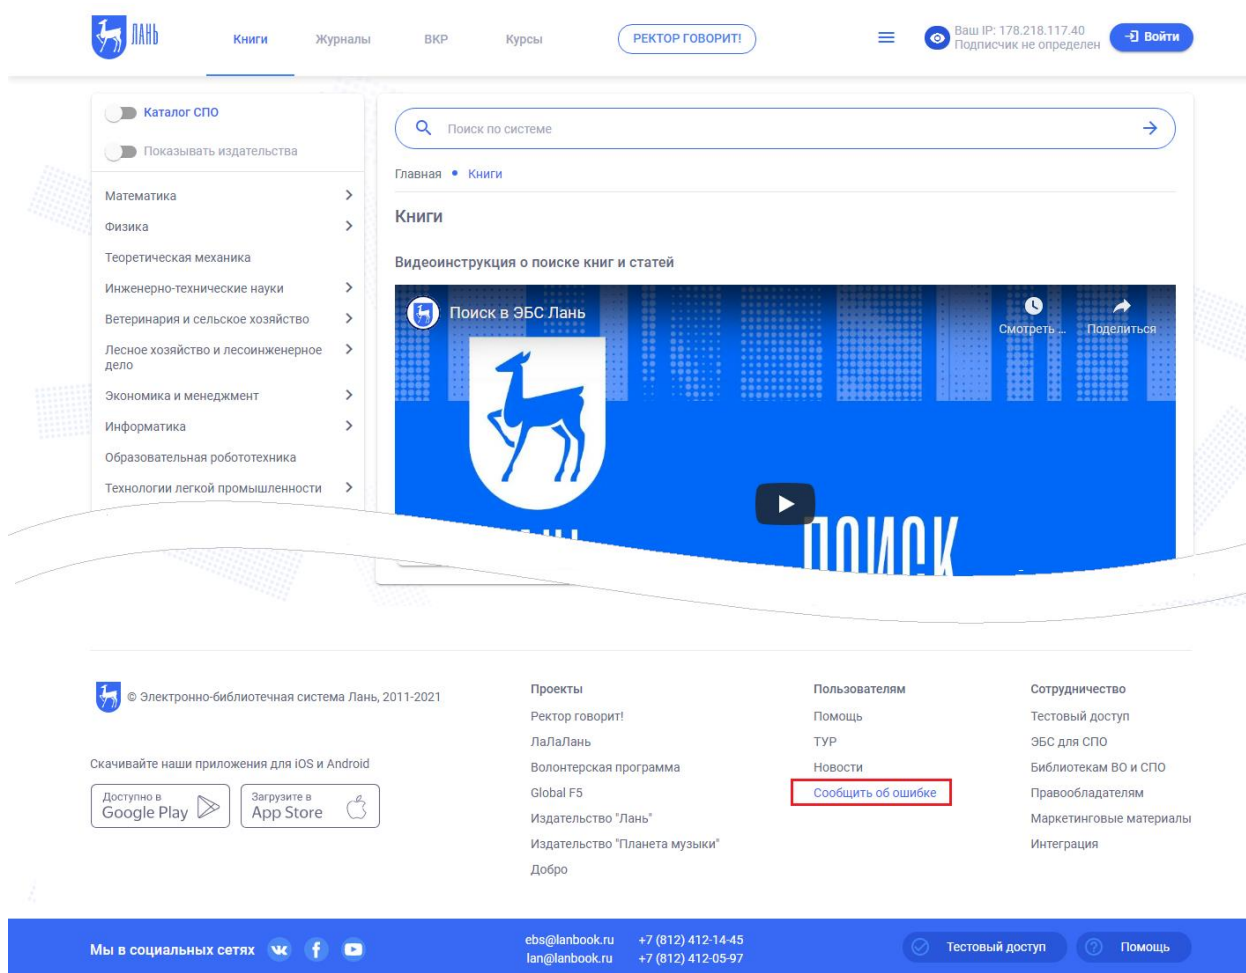 ЛАНЬ
Книги
Журналы
ВКР
Курсы
РЕКТОР ГОВОРИТ!
Ваш IP: 178.218.117.40
Подписчик не определен
Войти
Каталог СПО
Показывать издательства
Математика
Физика
Теоретическая механика
Инженерно-технические науки
Ветеринария и сельское хозяйство
Лесное хозяйство и лесоинженерное
дело
Экономика и менеджмент
Информатика
Образовательная робототехника
Технологии легкой промышленности
Поиск по системе
Главная • Книги
Книги
Видеоинструкция о поиске книг и статей
Поиск в ЭБС Лань
Смотреть ...
Поделиться
ПОИСК
© Электронно-библиотечная система Лань, 2011-2021
Скачивайте наши приложения для iOS и Android
Доступно в
Google Play
Загрузите в
App Store
Проекты
Ректор говорит!
ЛаЛаЛань
Волонтерская программа
Global F5
Издательство "Лань"
Издательство "Планета музыки"
Добро
Пользователям
Помощь
ТУР
Новости
Сообщить об ошибке
Сотрудничество
Тестовый доступ
ЭБС для СПО
Библиотекам ВО и СПО
Правообладателям
Маркетинговые материалы
Интеграция
Мы в социальных сетях
ebs@lanbook.ru
lan@lanbook.ru
+7 (812) 412-14-45
+7 (812) 412-05-97
Тестовый доступ
Помощь